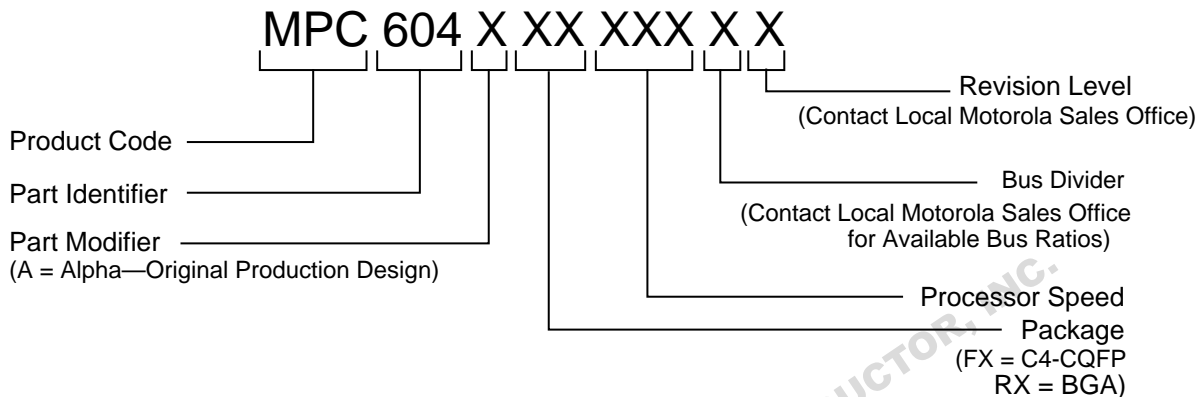 MPC 604 X XX XXX X X
Revision Level
(Contact Local Motorola Sales Office)
Product Code
Bus Divider
Part Identifier
(Contact Local Motorola Sales Office
for Available Bus Ratios)
Part Modifier
(A = Alpha—Original Production Design)
Processor Speed
Package
(FX = C4-CQFP
RX = BGA)
INC.